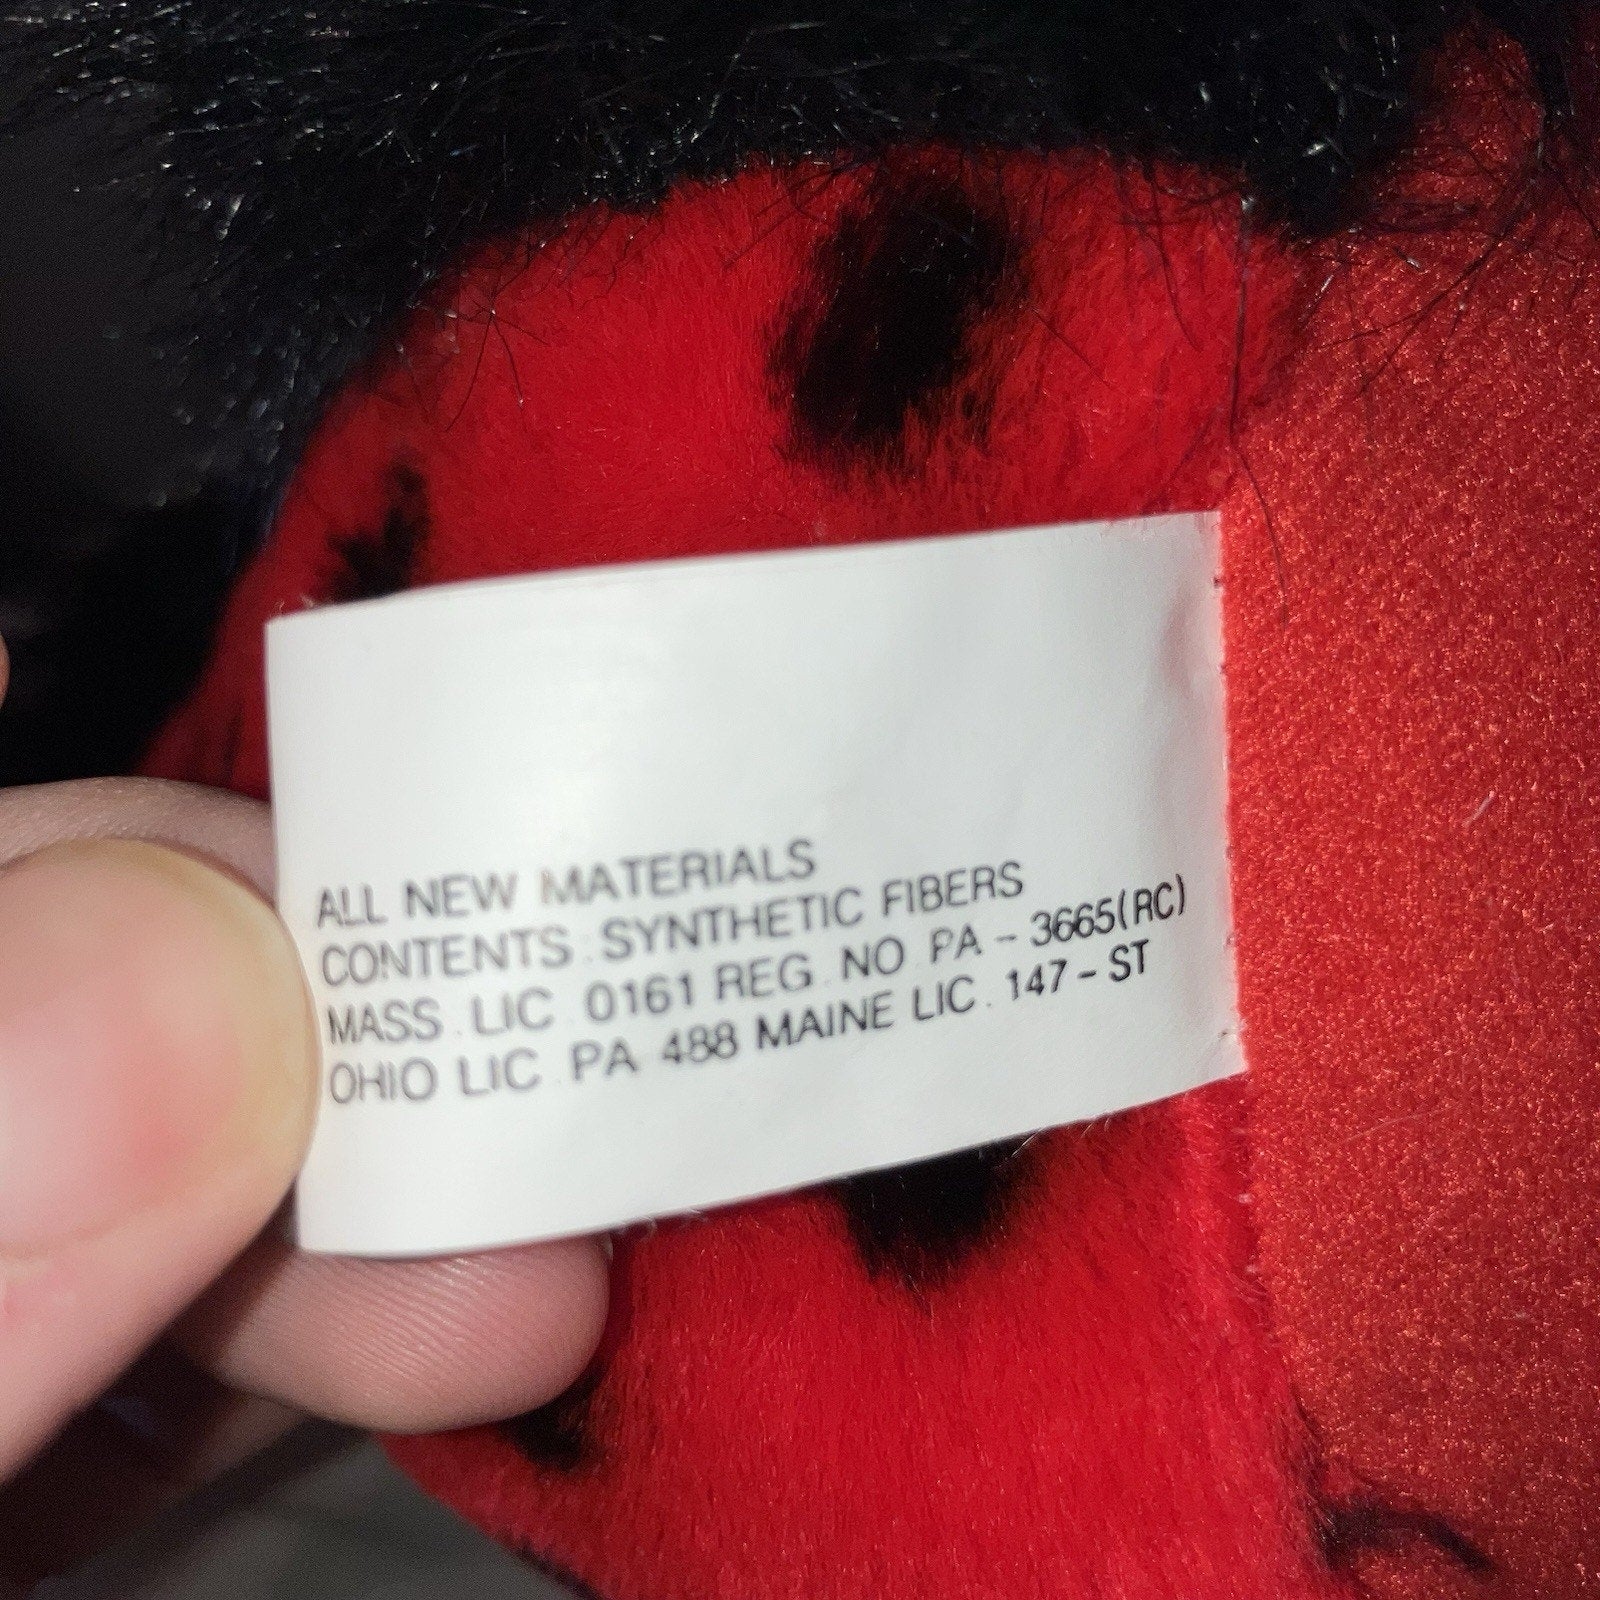 ALL NEW MATERIALS
CONTENTS. SYNTHETIC FIBERS
MASS. LIC. 0161 REG. NO. PA - 3665(RC)
OHIO LIC. PA 488 MAINE LIC. 147 - ST